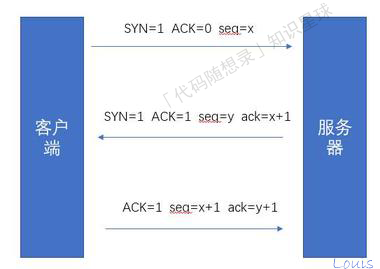 SYN=1 ACK=0 seq=x
「代码随想录」知识星球
SYN=1 ACK=1 seq=y ack=x+1
客户
端
服务
器
ACK=1 seq=x+1 ack=y+1
Louis